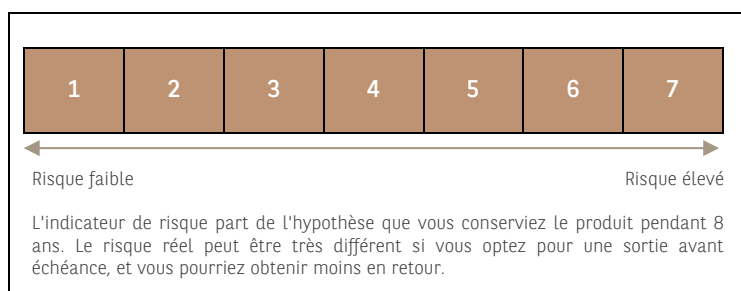 1 2 3 4 5 6 7
Risque faible Risque élevé
L'indicateur de risque part de l'hypothèse que vous conserviez le produit pendant 8
ans. Le risque réel peut être très différent si vous optez pour une sortie avant
échéance, et vous pourriez obtenir moins en retour.